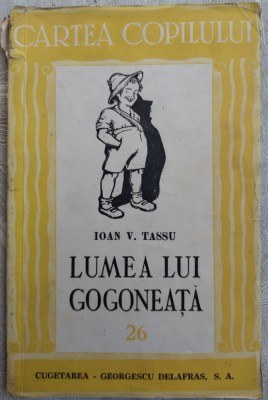 CARTEA COPILULUI
IOAN V. TASSU
LUMEA LUI
GOGONEAȚĂ
26
CUGETAREA - GEORGESCU DELAFRAS, S. A.